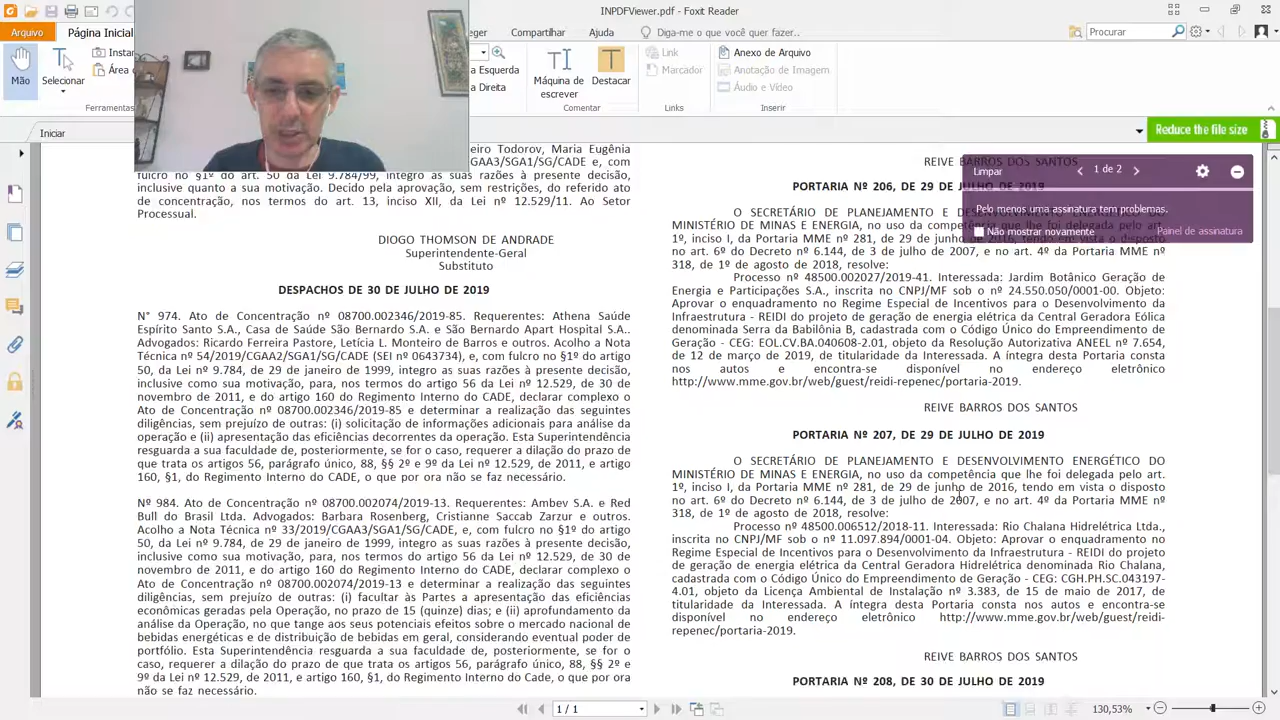 INPDFViewer.pdf - Foxit Reader
Arquivo
Página Inicial
Compartilhar
Ajuda
Diga-me o que você quer fazer..
Procurar
Mão
Selecionar
Instan
Área d
Ferramentas
Esquerda
Direita
Máquina de
escrever
Destacar
Comentar
Link
Marcador
Links
Anexo de Arquivo
Anotação de Imagem
Áudio e Vídeo
Inserir
Iniciar
Reduce the file size
Limpar
1 de 2
Pelo menos uma assinatura tem problemas.
Não mostrar novamente
Painel de assinatura
eiro Todorov, Maria Eugênia
GAA3/SGA1/SG/CADE e, com
fulcro no §1º do art. 50 da Lei 9.784/99, integro as suas razões à presente decisão,
inclusive quanto a sua motivação. Decido pela aprovação, sem restrições, do referido ato
de concentração, nos termos do art. 13, inciso XII, da Lei nº 12.529/11. Ao Setor
Processual.
DIOGO THOMSON DE ANDRADE
Superintendente-Geral
Substituto
DESPACHOS DE 30 DE JULHO DE 2019
N° 974. Ato de Concentração nº 08700.002346/2019-85. Requerentes: Athena Saúde
Espírito Santo S.A., Casa de Saúde São Bernardo S.A. e São Bernardo Apart Hospital S.A..
Advogados: Ricardo Ferreira Pastore, Letícia L. Monteiro de Barros e outros. Acolho a Nota
Técnica nº 54/2019/CGAA2/SGA1/SG/CADE (SEI nº 0643734), e, com fulcro no §1º do artigo
50, da Lei nº 9.784, de 29 de janeiro de 1999, integro as suas razões à presente decisão,
inclusive como sua motivação, para, nos termos do artigo 56 da Lei nº 12.529, de 30 de
novembro de 2011, e do artigo 160 do Regimento Interno do CADE, declarar complexo o
Ato de Concentração nº 08700.002346/2019-85 e determinar a realização das seguintes
diligências, sem prejuízo de outras: (i) solicitação de informações adicionais para análise da
operação e (ii) apresentação das eficiências decorrentes da operação. Esta Superintendência
resguarda a sua faculdade de, posteriormente, se for o caso, requerer a dilação do prazo de
que trata os artigos 56, parágrafo único, 88, §§ 2º e 9º da Lei nº 12.529, de 2011, e artigo
160, §1, do Regimento Interno do CADE, o que por ora não se faz necessário.
Nº 984. Ato de Concentração nº 08700.002074/2019-13. Requerentes: Ambev S.A. e Red
Bull do Brasil Ltda. Advogados: Barbara Rosenberg, Cristianne Saccab Zarzur e outros.
Acolho a Nota Técnica nº 33/2019/CGAA3/SGA1/SG/CADE, e, com fulcro no §1º do artigo
50, da Lei nº 9.784, de 29 de janeiro de 1999, integro as suas razões à presente decisão,
inclusive como sua motivação, para, nos termos do artigo 56 da Lei nº 12.529, de 30 de
novembro de 2011, e do artigo 160 do Regimento Interno do CADE, declarar complexo o
Ato de Concentração nº 08700.002074/2019-13 e determinar a realização das seguintes
diligências, sem prejuízo de outras: (i) facultar às Partes a apresentação das eficiências
econômicas geradas pela Operação, no prazo de 15 (quinze) dias; e (ii) aprofundamento da
análise da Operação, no que tange aos seus potenciais efeitos sobre o mercado nacional de
bebidas energéticas e de distribuição de bebidas em geral, considerando eventual poder de
portfólio. Esta Superintendência resguarda a sua faculdade de, posteriormente, se for o
caso, requerer a dilação do prazo de que trata os artigos 56, parágrafo único, 88, §§ 2º e
9º da Lei nº 12.529, de 2011, e artigo 160, §1, do Regimento Interno do Cade, o que por ora
não se faz necessário.
REIVE BARROS DOS SANTOS
PORTARIA Nº 206, DE 29 DE JULHO DE 2019
O SECRETÁRIO DE PLANEJAMENTO E DESENVOLVIMENTO ENERGÉTICO DO
MINISTÉRIO DE MINAS E ENERGIA, no uso da competência que lhe foi delegada pelo art.
1º, inciso I, da Portaria MME nº 281, de 29 de junho de 2016, tendo em vista o disposto
no art. 6º do Decreto nº 6.144, de 3 de julho de 2007, e no art. 4º da Portaria MME nº
318, de 1º de agosto de 2018, resolve:
Processo nº 48500.002027/2019-41. Interessada: Jardim Botânico Geração de
Energia e Participações S.A., inscrita no CNPJ/MF sob o nº 24.550.050/0001-00. Objeto:
Aprovar o enquadramento no Regime Especial de Incentivos para o Desenvolvimento da
Infraestrutura - REIDI do projeto de geração de energia elétrica da Central Geradora Eólica
denominada Serra da Babilônia B, cadastrada com o Código Único do Empreendimento de
Geração - CEG: EOL.CV.BA.040608-2.01, objeto da Resolução Autorizativa ANEEL nº 7.654,
de 12 de março de 2019, de titularidade da Interessada. A íntegra desta Portaria consta
nos autos e encontra-se disponível no endereço eletrônico
http://www.mme.gov.br/web/guest/reidi-repenec/portaria-2019.
REIVE BARROS DOS SANTOS
PORTARIA Nº 207, DE 29 DE JULHO DE 2019
O SECRETÁRIO DE PLANEJAMENTO E DESENVOLVIMENTO ENERGÉTICO DO
MINISTÉRIO DE MINAS E ENERGIA, no uso da competência que lhe foi delegada pelo art.
1º, inciso I, da Portaria MME nº 281, de 29 de junho de 2016, tendo em vista o disposto
no art. 6º do Decreto nº 6.144, de 3 de julho de 2007, e no art. 4º da Portaria MME nº
318, de 1º de agosto de 2018, resolve:
Processo nº 48500.006512/2018-11. Interessada: Rio Chalana Hidrelétrica Ltda.,
inscrita no CNPJ/MF sob o nº 11.097.894/0001-04. Objeto: Aprovar o enquadramento no
Regime Especial de Incentivos para o Desenvolvimento da Infraestrutura - REIDI do projeto
de geração de energia elétrica da Central Geradora Hidrelétrica denominada Rio Chalana,
cadastrada com o Código Único do Empreendimento de Geração - CEG: CGH.PH.SC.043197-
4.01, objeto da Licença Ambiental de Instalação nº 3.383, de 15 de maio de 2017, de
titularidade da Interessada. A íntegra desta Portaria consta nos autos e encontra-se
disponível no endereço eletrônico http://www.mme.gov.br/web/guest/reidi-
repenec/portaria-2019.
REIVE BARROS DOS SANTOS
PORTARIA Nº 208, DE 30 DE JULHO DE 2019
1 / 1
130,53%